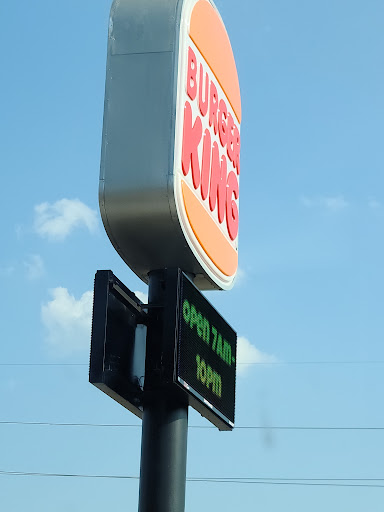 BURGER
KING
OPEN 7AM-
10PM